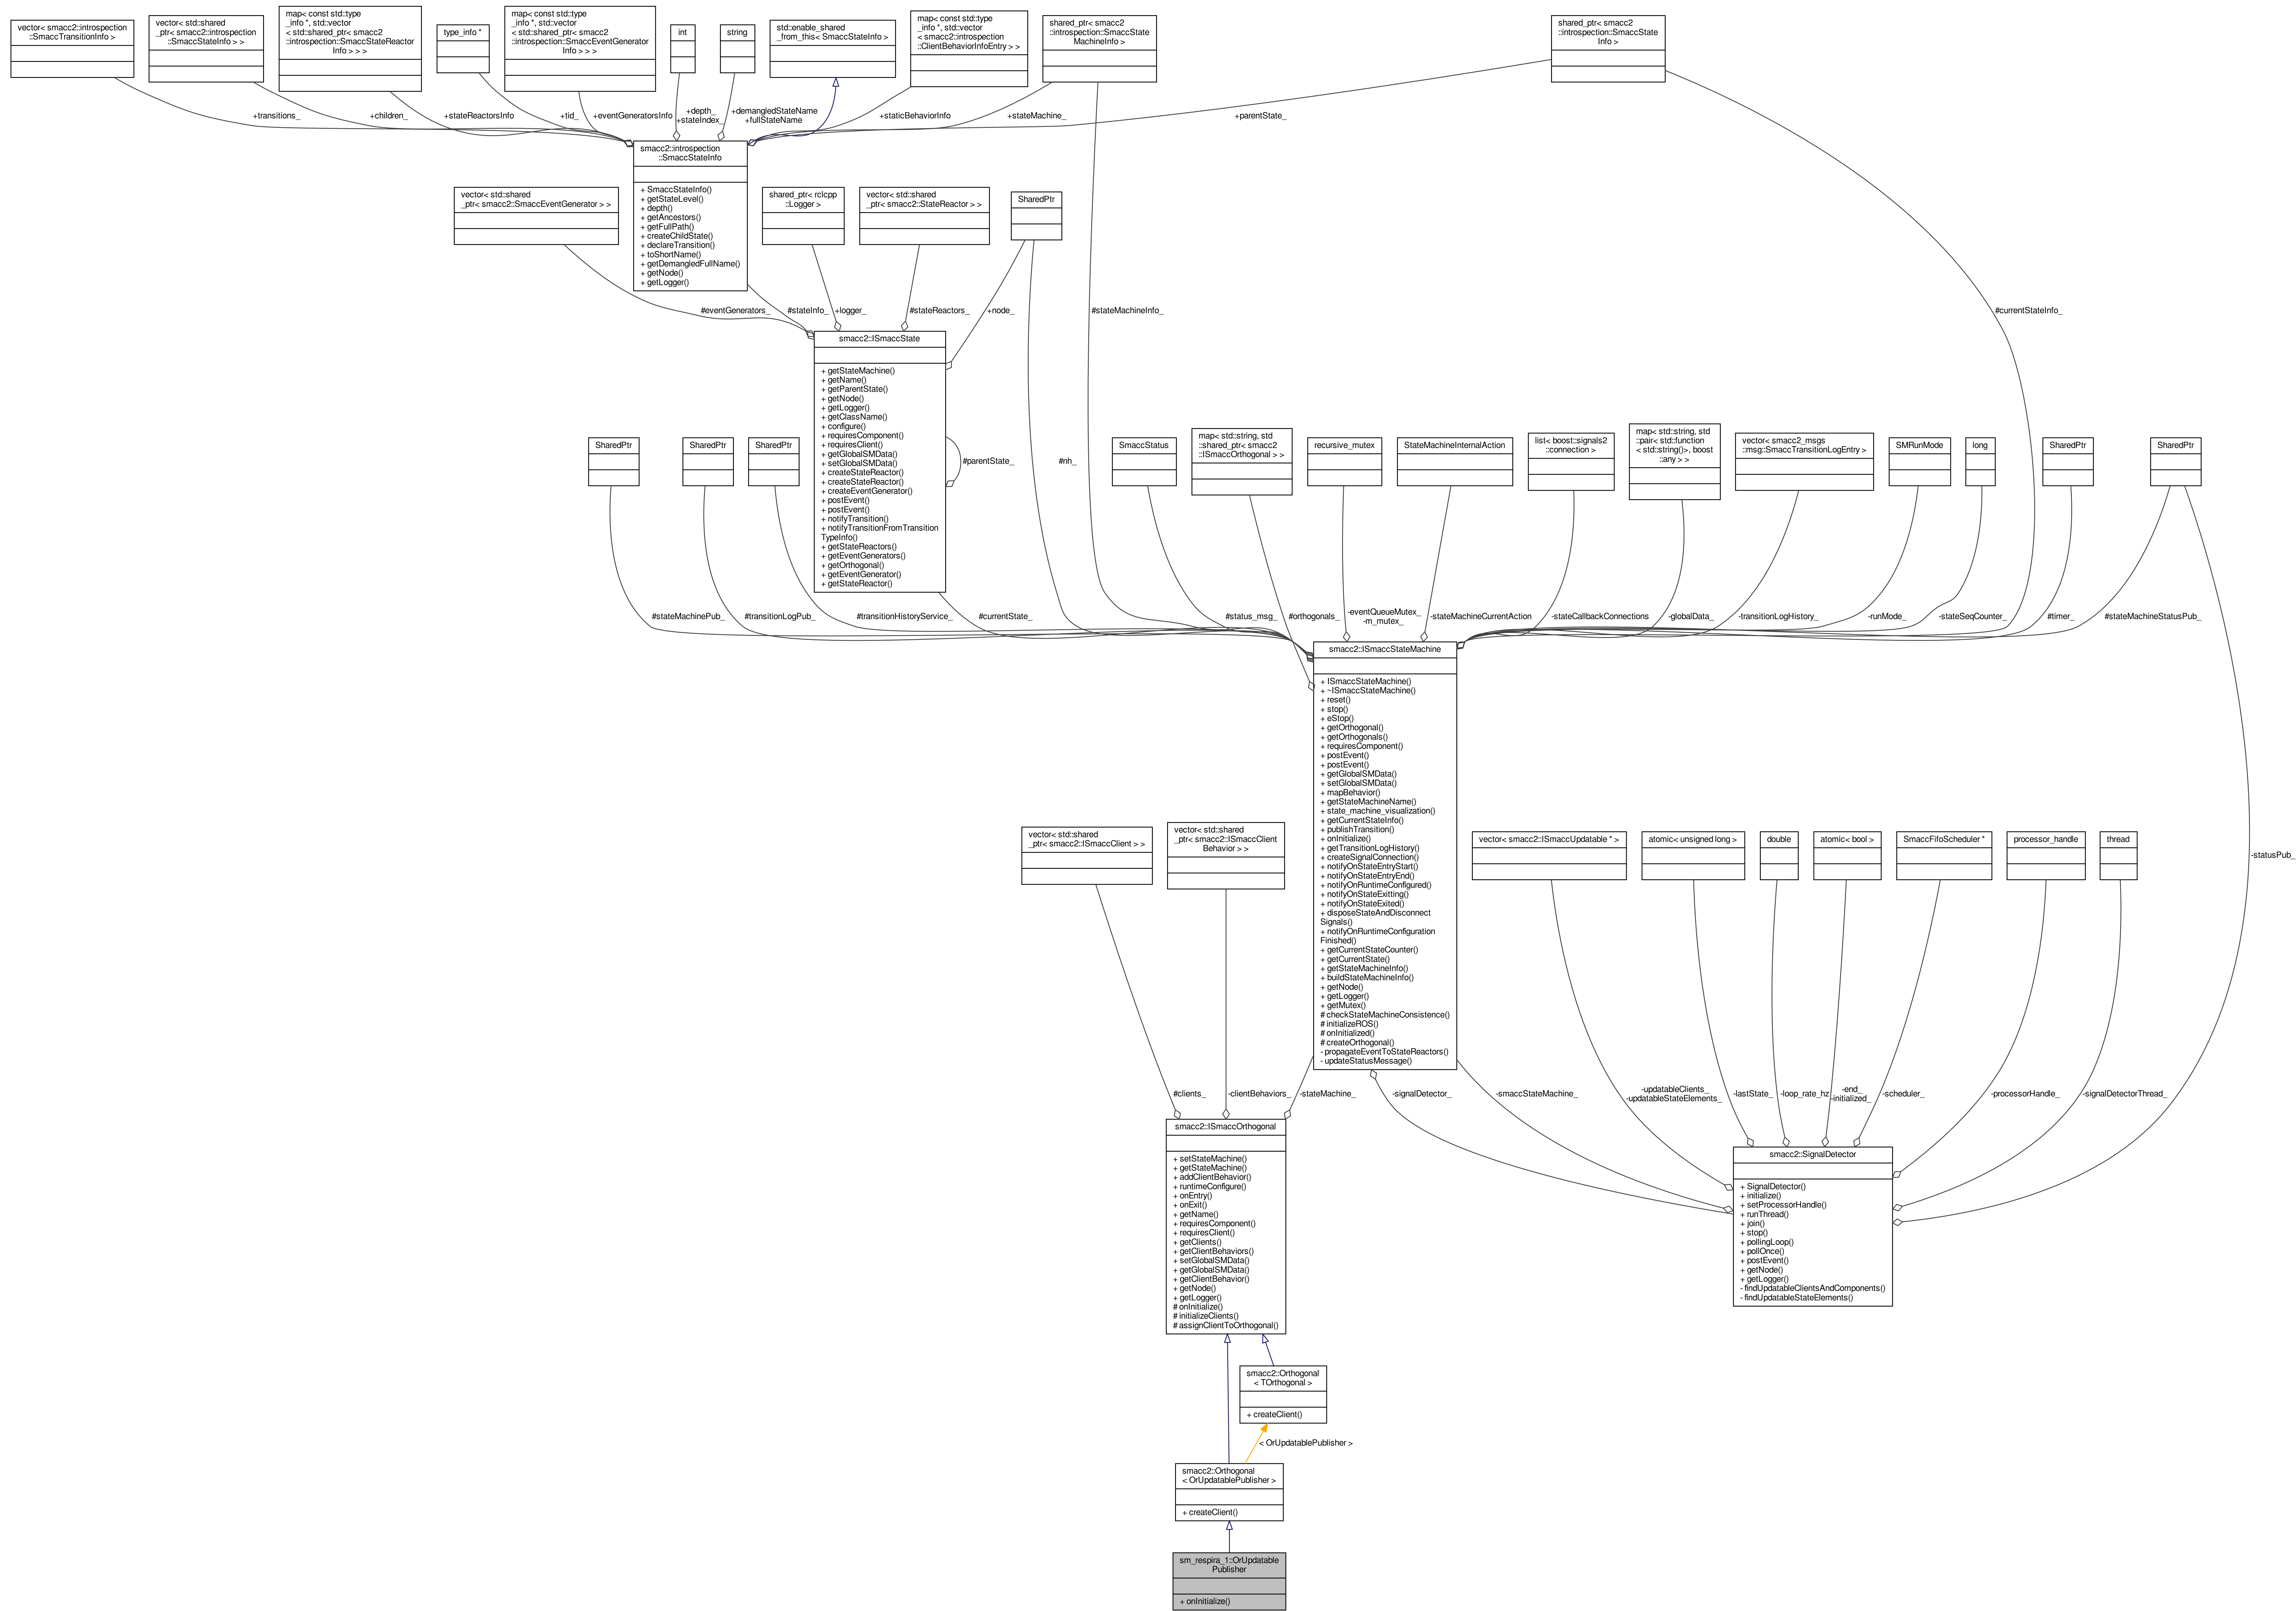 vector< smacc2::introspection
::SmaccTransitionInfo >
vector< std::shared
_ptr< smacc2::introspection
::SmaccStateInfo > >
map< const std::type
_info *, std::vector
< std::shared_ptr< smacc2
::introspection::SmaccStateReactor
Info > > >
type_info *
map< const std::type
_info *, std::vector
< std::shared_ptr< smacc2
::introspection::SmaccEventGenerator
Info > > >
int
string
std::enable_shared
_from_this< SmaccStateInfo >
map< const std::type
_info *, std::vector
< smacc2::introspection
::ClientBehaviorInfoEntry > >
shared_ptr< smacc2
::introspection::SmaccState
MachineInfo >
shared_ptr< smacc2
::introspection::SmaccState
Info >
+transitions_
+children_
+stateReactorsInfo
+tid_
+eventGeneratorsInfo
+depth_
+stateIndex_
+demangledStateName
+fullStateName
+staticBehaviorInfo
+stateMachine_
+parentState_
smacc2::introspection
::SmaccStateInfo
+ SmaccStateInfo()
+ getStateLevel()
+ depth()
+ getAncestors()
+ getFullPath()
+ createChildState()
+ declareTransition()
+ toShortName()
+ getDemangledFullName()
+ getNode()
+ getLogger()
vector< std::shared
_ptr< smacc2::SmaccEventGenerator > >
shared_ptr< rclcpp
::Logger >
vector< std::shared
_ptr< smacc2::StateReactor > >
SharedPtr
#eventGenerators_
#stateInfo_
+logger_
#stateReactors_
+node_
#stateMachineInfo_
#currentStateInfo_
smacc2::ISmaccState
+ getStateMachine()
+ getName()
+ getParentState()
+ getNode()
+ getLogger()
+ getClassName()
+ configure()
+ requiresComponent()
+ requiresClient()
+ getGlobalSMData()
+ setGlobalSMData()
+ createStateReactor()
+ createStateReactor()
+ createEventGenerator()
+ postEvent()
+ postEvent()
+ notifyTransition()
+ notifyTransitionFromTransition
TypeInfo()
+ getStateReactors()
+ getEventGenerators()
+ getOrthogonal()
+ getEventGenerator()
+ getStateReactor()
#parentState_
#nh_
SharedPtr
SharedPtr
SharedPtr
SmaccStatus
map< std::string, std
::shared_ptr< smacc2
::ISmaccOrthogonal > >
recursive_mutex
StateMachineInternalAction
list< boost::signals2
::connection >
map< std::string, std
::pair< std::function
< std::string()>, boost
::any > >
vector< smacc2_msgs
::msg::SmaccTransitionLogEntry >
SMRunMode
long
SharedPtr
SharedPtr
#stateMachinePub_
#transitionLogPub_
#transitionHistoryService_
#currentState_
#status_msg_
#orthogonals_
-eventQueueMutex_
-m_mutex_
-stateMachineCurrentAction
-stateCallbackConnections
-globalData_
-transitionLogHistory_
-runMode_
-stateSeqCounter_
#timer_
#stateMachineStatusPub_
smacc2::ISmaccStateMachine
+ ISmaccStateMachine()
+ ~ISmaccStateMachine()
+ reset()
+ stop()
+ eStop()
+ getOrthogonal()
+ getOrthogonals()
+ requiresComponent()
+ postEvent()
+ postEvent()
+ getGlobalSMData()
+ setGlobalSMData()
+ mapBehavior()
+ getStateMachineName()
+ state_machine_visualization()
+ getCurrentStateInfo()
+ publishTransition()
+ onInitialize()
+ getTransitionLogHistory()
+ createSignalConnection()
+ notifyOnStateEntryStart()
+ notifyOnStateEntryEnd()
+ notifyOnRuntimeConfigured()
+ notifyOnStateExitting()
+ notifyOnStateExited()
+ disposeStateAndDisconnect
Signals()
+ notifyOnRuntimeConfiguration
Finished()
+ getCurrentStateCounter()
+ getCurrentState()
+ getStateMachineInfo()
+ buildStateMachineInfo()
+ getNode()
+ getLogger()
+ getMutex()
# checkStateMachineConsistence()
# initializeROS()
# onInitialized()
# createOrthogonal()
- propagateEventToStateReactors()
- updateStatusMessage()
vector< std::shared
_ptr< smacc2::ISmaccClient > >
vector< std::shared
_ptr< smacc2::ISmaccClient
Behavior > >
vector< smacc2::ISmaccUpdatable * >
atomic< unsigned long >
double
atomic< bool >
SmaccFifoScheduler *
processor_handle
thread
-statusPub_
#clients_
-clientBehaviors_
-stateMachine_
-signalDetector_
-smaccStateMachine_
-updatableClients_
-updatableStateElements_
-lastState_
-loop_rate_hz
-end_
-initialized_
-scheduler_
-processorHandle_
-signalDetectorThread_
smacc2::ISmaccOrthogonal
+ setStateMachine()
+ getStateMachine()
+ addClientBehavior()
+ runtimeConfigure()
+ onEntry()
+ onExit()
+ getName()
+ requiresComponent()
+ requiresClient()
+ getClients()
+ getClientBehaviors()
+ setGlobalSMData()
+ getGlobalSMData()
+ getClientBehavior()
+ getNode()
+ getLogger()
# onInitialize()
# initializeClients()
# assignClientToOrthogonal()
smacc2::SignalDetector
+ SignalDetector()
+ initialize()
+ setProcessorHandle()
+ runThread()
+ join()
+ stop()
+ pollingLoop()
+ pollOnce()
+ postEvent()
+ getNode()
+ getLogger()
- findUpdatableClientsAndComponents()
- findUpdatableStateElements()
smacc2::Orthogonal
< TOrthogonal >
+ createClient()
< OrUpdatablePublisher >
smacc2::Orthogonal
< OrUpdatablePublisher >
+ createClient()
sm_respira_1::OrUpdatable
Publisher
+ onInitialize()